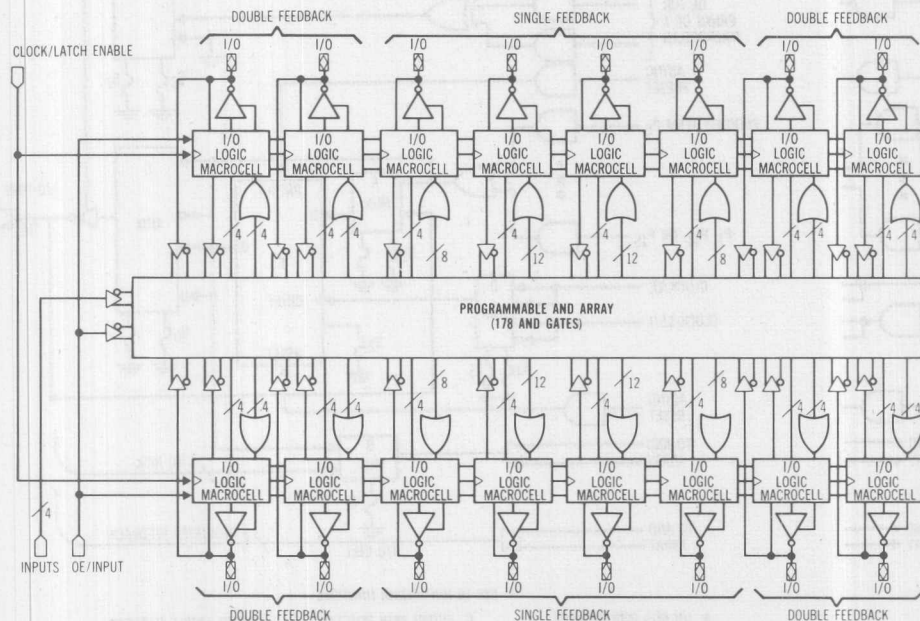 DOUBLE FEEDBACK SINGLE FEEDBACK DOUBLE FEEDBACK
CLOCK/LATCH ENABLE
I/O I/O I/O I/O I/O I/O I/O I/O
I/O LOGIC MACROCELL
I/O LOGIC MACROCELL
I/O LOGIC MACROCELL
I/O LOGIC MACROCELL
I/O LOGIC MACROCELL
I/O LOGIC MACROCELL
I/O LOGIC MACROCELL
I/O LOGIC MACROCELL
4 4 4 4 4 8 4 12 4 12 4 8 4 4 4 4
PROGRAMMABLE AND ARRAY
(178 AND GATES)
4 4 4 4 4 8 4 12 4 12 4 8 4 4 4 4
I/O LOGIC MACROCELL
I/O LOGIC MACROCELL
I/O LOGIC MACROCELL
I/O LOGIC MACROCELL
I/O LOGIC MACROCELL
I/O LOGIC MACROCELL
I/O LOGIC MACROCELL
I/O LOGIC MACROCELL
4
INPUTS OE/INPUT
I/O I/O I/O I/O I/O I/O I/O I/O
DOUBLE FEEDBACK SINGLE FEEDBACK DOUBLE FEEDBACK